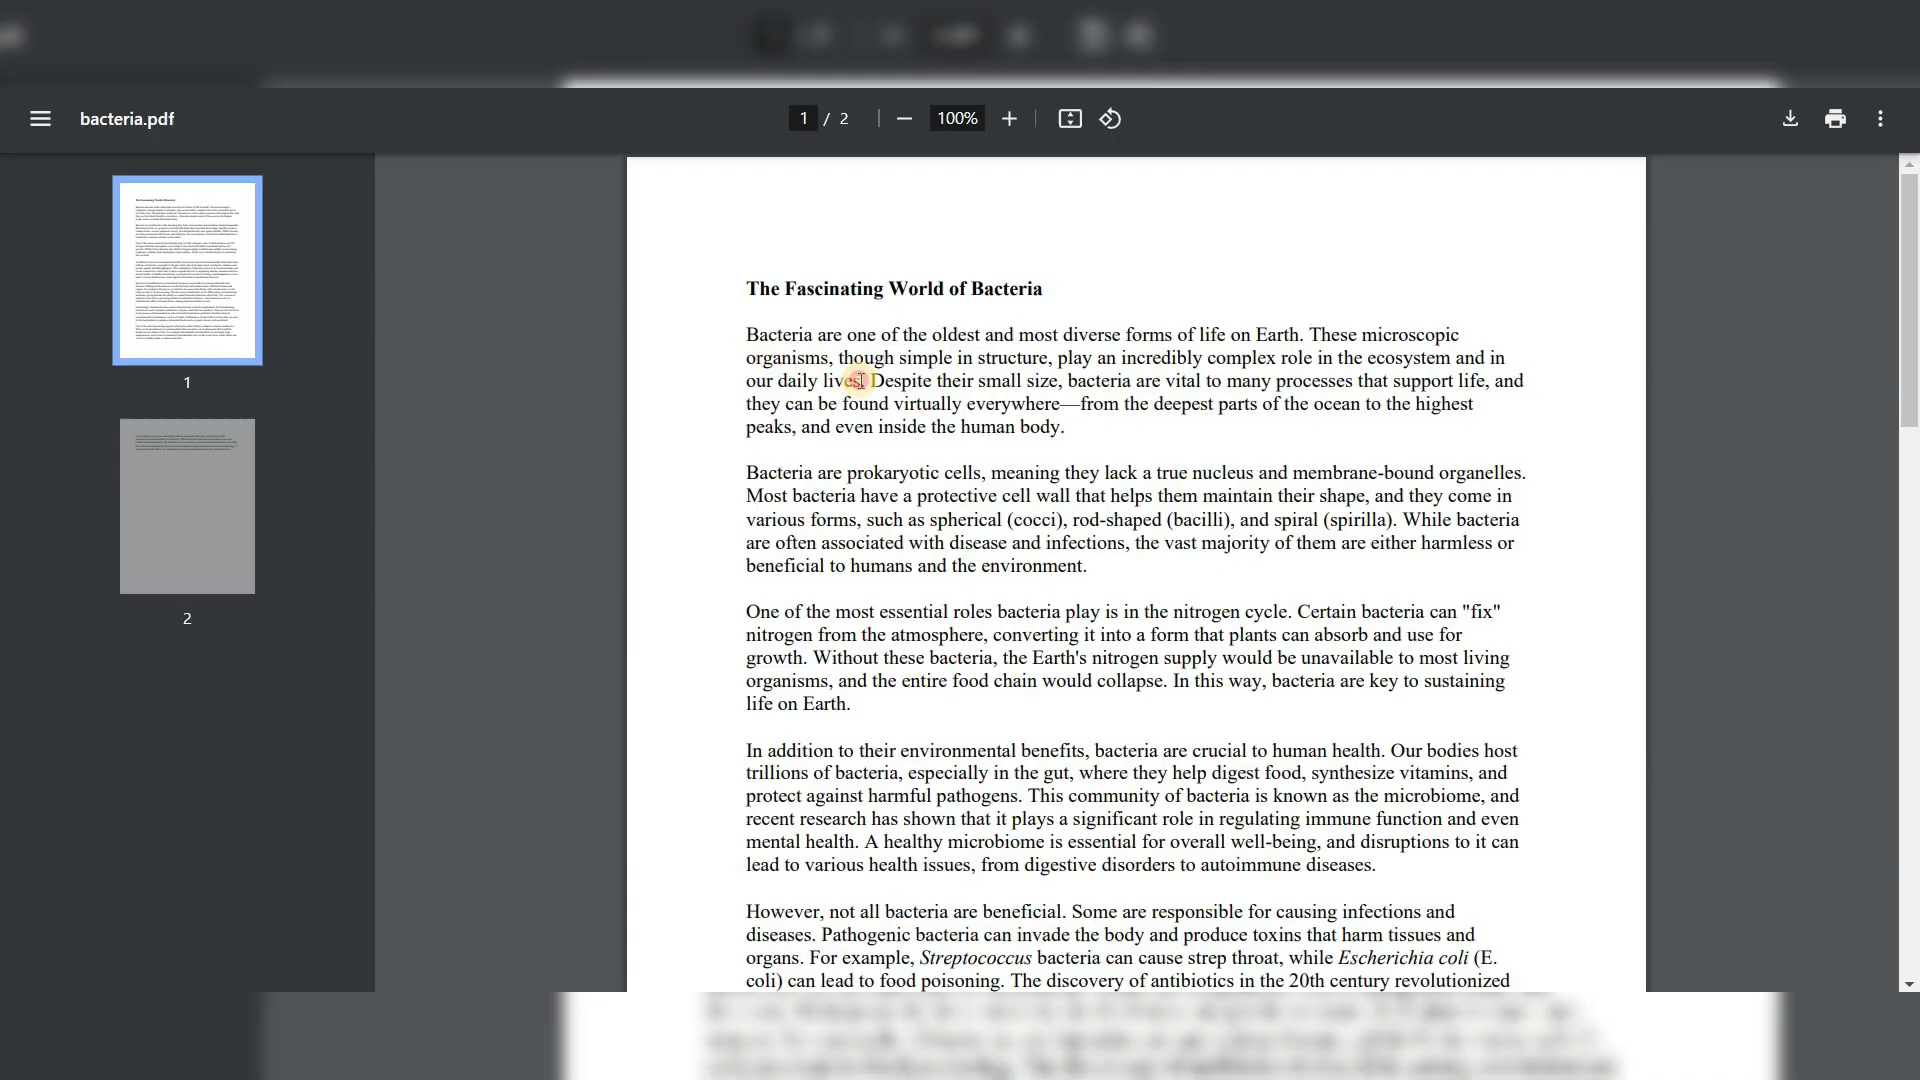 bacteria.pdf
1 / 2
100%
1
2
The Fascinating World of Bacteria
Bacteria are one of the oldest and most diverse forms of life on Earth. These microscopic
organisms, though simple in structure, play an incredibly complex role in the ecosystem and in
our daily lives. Despite their small size, bacteria are vital to many processes that support life, and
they can be found virtually everywhere—from the deepest parts of the ocean to the highest
peaks, and even inside the human body.
Bacteria are prokaryotic cells, meaning they lack a true nucleus and membrane-bound organelles.
Most bacteria have a protective cell wall that helps them maintain their shape, and they come in
various forms, such as spherical (cocci), rod-shaped (bacilli), and spiral (spirilla). While bacteria
are often associated with disease and infections, the vast majority of them are either harmless or
beneficial to humans and the environment.
One of the most essential roles bacteria play is in the nitrogen cycle. Certain bacteria can "fix"
nitrogen from the atmosphere, converting it into a form that plants can absorb and use for
growth. Without these bacteria, the Earth's nitrogen supply would be unavailable to most living
organisms, and the entire food chain would collapse. In this way, bacteria are key to sustaining
life on Earth.
In addition to their environmental benefits, bacteria are crucial to human health. Our bodies host
trillions of bacteria, especially in the gut, where they help digest food, synthesize vitamins, and
protect against harmful pathogens. This community of bacteria is known as the microbiome, and
recent research has shown that it plays a significant role in regulating immune function and even
mental health. A healthy microbiome is essential for overall well-being, and disruptions to it can
lead to various health issues, from digestive disorders to autoimmune diseases.
However, not all bacteria are beneficial. Some are responsible for causing infections and
diseases. Pathogenic bacteria can invade the body and produce toxins that harm tissues and
organs. For example, Streptococcus bacteria can cause strep throat, while Escherichia coli (E.
coli) can lead to food poisoning. The discovery of antibiotics in the 20th century revolutionized